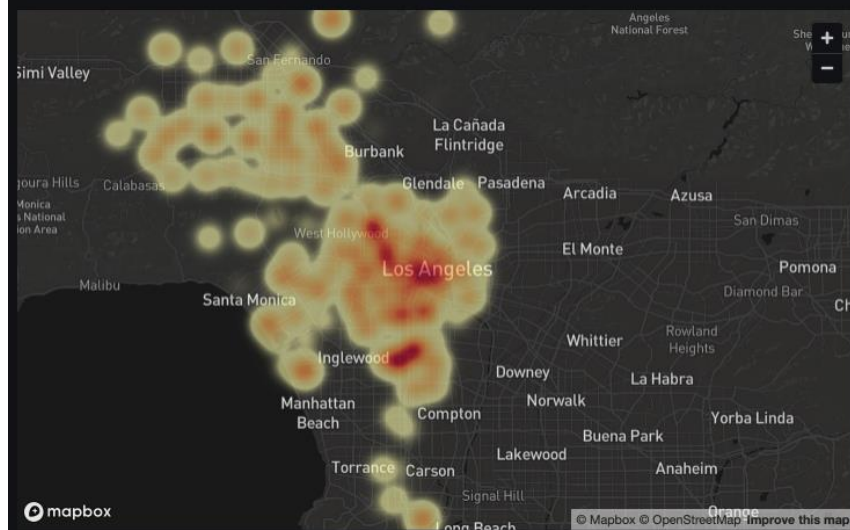 Angeles
National Forest
+
−
Simi Valley
San Fernando
La Cañada
Flintridge
Burbank
Glendale
Pasadena
Arcadia
Azusa
goura Hills
Calabasas
Monica
s National
ion Area
San Dimas
West Hollywood
El Monte
Los Angeles
Pomona
Malibu
Santa Monica
Diamond Bar
Ch
Whittier
Rowland
Heights
Inglewood
Downey
La Habra
Norwalk
Manhattan
Beach
Compton
Yorba Linda
Buena Park
Lakewood
Torrance
Carson
Anaheim
Signal Hill
mapbox
Long Beach
Orange
© Mapbox © OpenStreetMap Improve this map